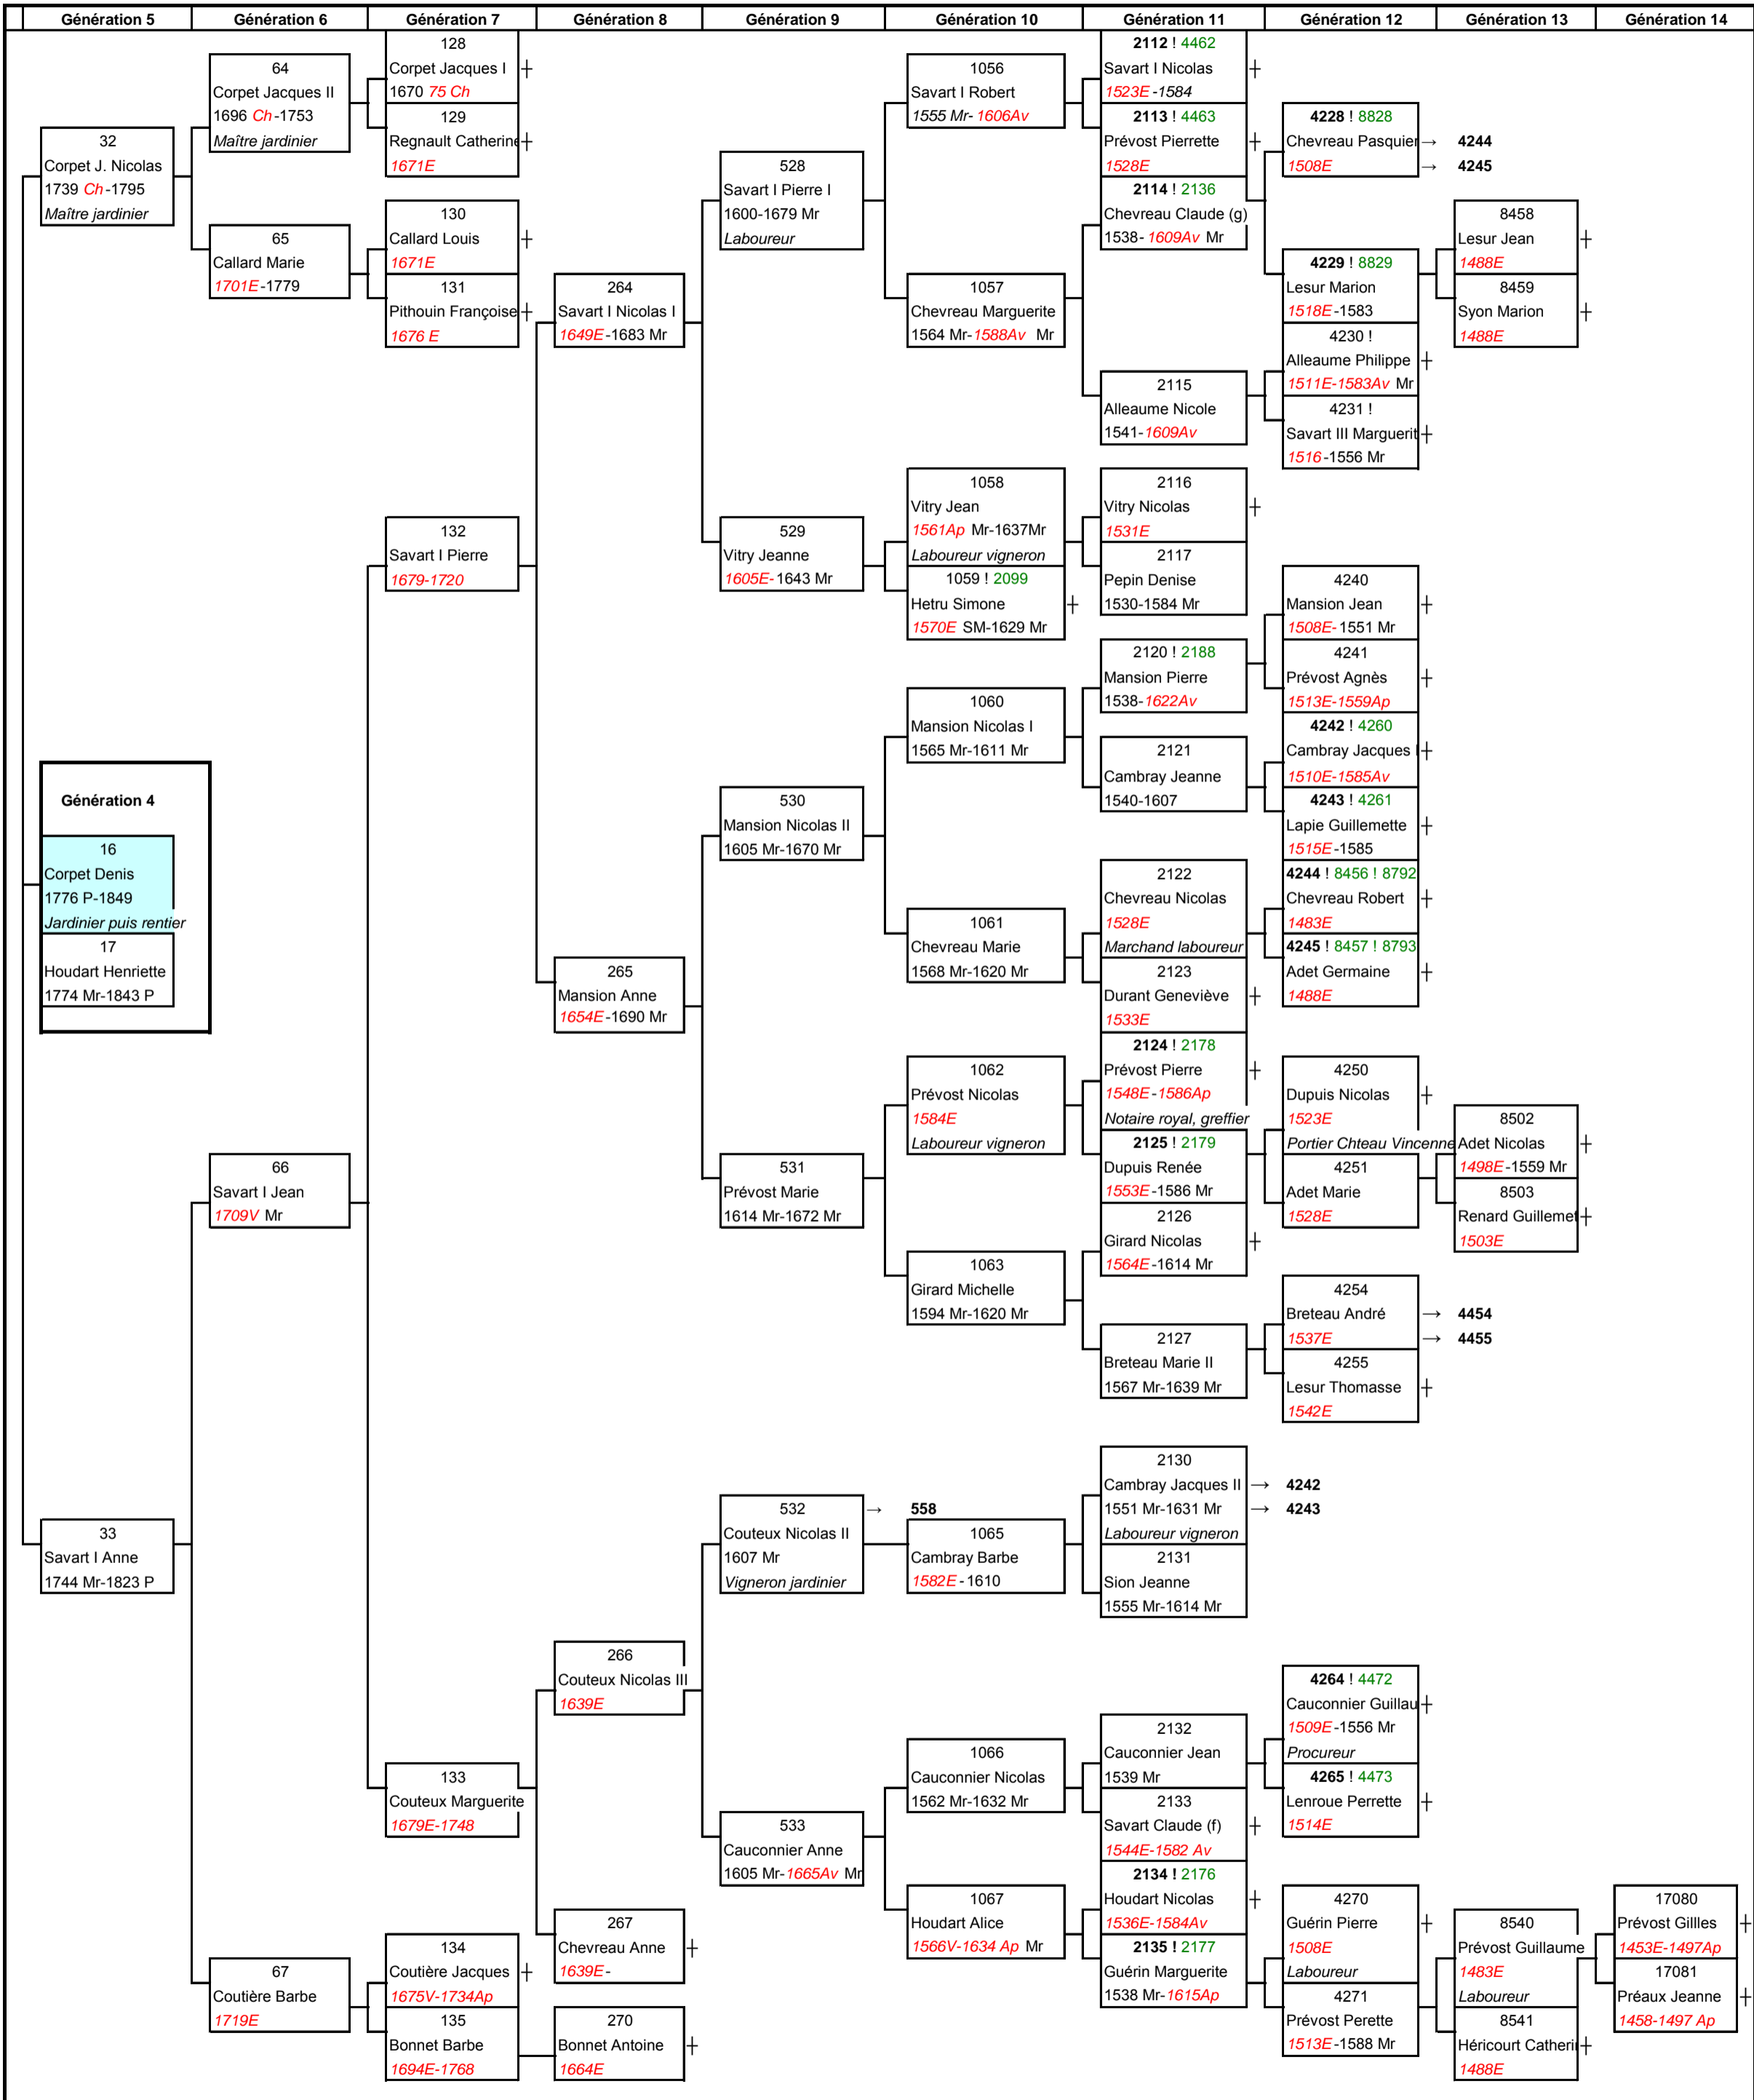 Génération 5
Génération 6
Génération 7
Génération 8
Génération 9
Génération 10
Génération 11
Génération 12
Génération 13
Génération 14
32
Corpet J. Nicolas
1739 Ch -1795
Maître jardinier
Génération 4
16
Corpet Denis
1776 P-1849
Jardinier puis rentier
17
Houdart Henriette
1774 Mr-1843 P
33
Savart I Anne
1744 Mr-1823 P
64
Corpet Jacques II
1696 Ch -1753
Maître jardinier
65
Callard Marie
1701E -1779
66
Savart I Jean
1709V Mr
67
Coutière Barbe
1719E
128
Corpet Jacques I
1670 75 Ch
129
Regnault Catherine
1671E
130
Callard Louis
1671E
131
Pithouin Françoise
1676 E
132
Savart I Pierre
1679-1720
133
Couteux Marguerite
1679E-1748
134
Coutière Jacques
1675V-1734Ap
135
Bonnet Barbe
1694E-1768
264
Savart I Nicolas I
1649E -1683 Mr
265
Mansion Anne
1654E -1690 Mr
266
Couteux Nicolas III
1639E
267
Chevreau Anne
1639E -
270
Bonnet Antoine
1664E
528
Savart I Pierre I
1600-1679 Mr
Laboureur
529
Vitry Jeanne
1605E- 1643 Mr
530
Mansion Nicolas II
1605 Mr-1670 Mr
531
Prévost Marie
1614 Mr-1672 Mr
532 → 558
Couteux Nicolas II
1607 Mr
Vigneron jardinier
533
Cauconnier Anne
1605 Mr- 1665Av Mr
1056
Savart I Robert
1555 Mr- 1606Av
1057
Chevreau Marguerite
1564 Mr- 1588Av Mr
1058
Vitry Jean
1561Ap Mr-1637Mr
Laboureur vigneron
1059 ! 2099
Hetru Simone
1570E SM-1629 Mr
1060
Mansion Nicolas I
1565 Mr-1611 Mr
1061
Chevreau Marie
1568 Mr-1620 Mr
1062
Prévost Nicolas
1584E
Laboureur vigneron
1063
Girard Michelle
1594 Mr-1620 Mr
1065
Cambray Barbe
1582E - 1610
1066
Cauconnier Nicolas
1562 Mr-1632 Mr
1067
Houdart Alice
1566V-1634 Ap Mr
2112 ! 4462
Savart I Nicolas
1523E -1584
2113 ! 4463
Prévost Pierrette
1528E
2114 ! 2136
Chevreau Claude (g)
1538- 1609Av Mr
2115
Alleaume Nicole
1541- 1609Av
2116
Vitry Nicolas
1531E
2117
Pepin Denise
1530-1584 Mr
2120 ! 2188
Mansion Pierre
1538- 1622Av
2121
Cambray Jeanne
1540-1607
2122
Chevreau Nicolas
1528E
Marchand laboureur
2123
Durant Geneviève
1533E
2124 ! 2178
Prévost Pierre
1548E -1586Ap
Notaire royal, greffier
2125 ! 2179
Dupuis Renée
1553E -1586 Mr
2126
Girard Nicolas
1564E -1614 Mr
2127
Breteau Marie II
1567 Mr-1639 Mr
2130
Cambray Jacques II → 4242
1551 Mr-1631 Mr → 4243
Laboureur vigneron
2131
Sion Jeanne
1555 Mr-1614 Mr
2132
Cauconnier Jean
1539 Mr
2133
Savart Claude (f)
1544E-1582 Av
2134 ! 2176
Houdart Nicolas
1536E-1584Av
2135 ! 2177
Guérin Marguerite
1538 Mr- 1615Ap
4228 ! 8828
Chevreau Pasquier → 4244
1508E → 4245
4229 ! 8829
Lesur Marion
1518E -1583
4230 !
Alleaume Philippe
1511E-1583Av Mr
4231 !
Savart III Marguerit
1516 -1556 Mr
4240
Mansion Jean
1508E- 1551 Mr
4241
Prévost Agnès
1513E-1559Ap
4242 ! 4260
Cambray Jacques I
1510E-1585Av
4243 ! 4261
Lapie Guillemette
1515E -1585
4244 ! 8456 ! 8792
Chevreau Robert
1483E
4245 ! 8457 ! 8793
Adet Germaine
1488E
4250
Dupuis Nicolas
1523E
Portier Chteau Vincenne
4251
Adet Marie
1528E
4254
Breteau André → 4454
1537E → 4455
4255
Lesur Thomasse
1542E
4264 ! 4472
Cauconnier Guillau
1509E -1556 Mr
Procureur
4265 ! 4473
Lenroue Perrette
1514E
4270
Guérin Pierre
1508E
Laboureur
4271
Prévost Perette
1513E -1588 Mr
8458
Lesur Jean
1488E
8459
Syon Marion
1488E
8502
Adet Nicolas
1498E -1559 Mr
8503
Renard Guillemet
1503E
8540
Prévost Guillaume
1483E
Laboureur
8541
Héricourt Catherin
1488E
17080
Prévost Gillles
1453E-1497Ap
17081
Préaux Jeanne
1458-1497 Ap